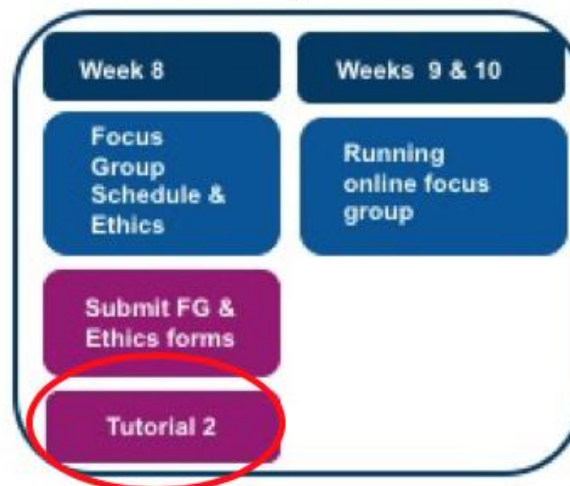 Week 8
Weeks 9 & 10
Focus
Group
Schedule &
Ethics
Running
online focus
group
Submit FG &
Ethics forms
Tutorial 2